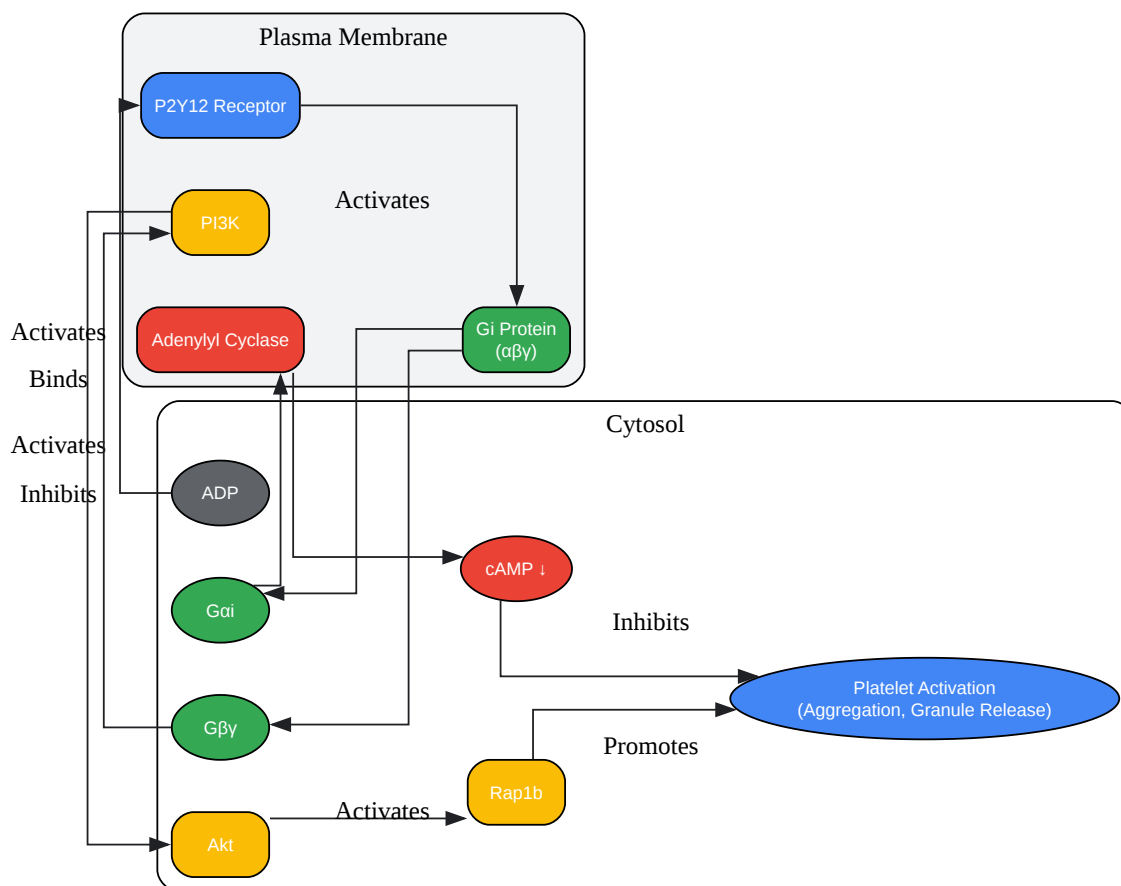 Plasma Membrane
P2Y12 Receptor
Activates
PI3K
Adenylyl Cyclase
Gi Protein
(αβγ)
Activates
Binds
Activates
Inhibits
Cytosol
ADP
cAMP ↓
Gαi
Inhibits
Platelet Activation
(Aggregation, Granule Release)
Gβγ
Promotes
Rap1b
Activates
Akt